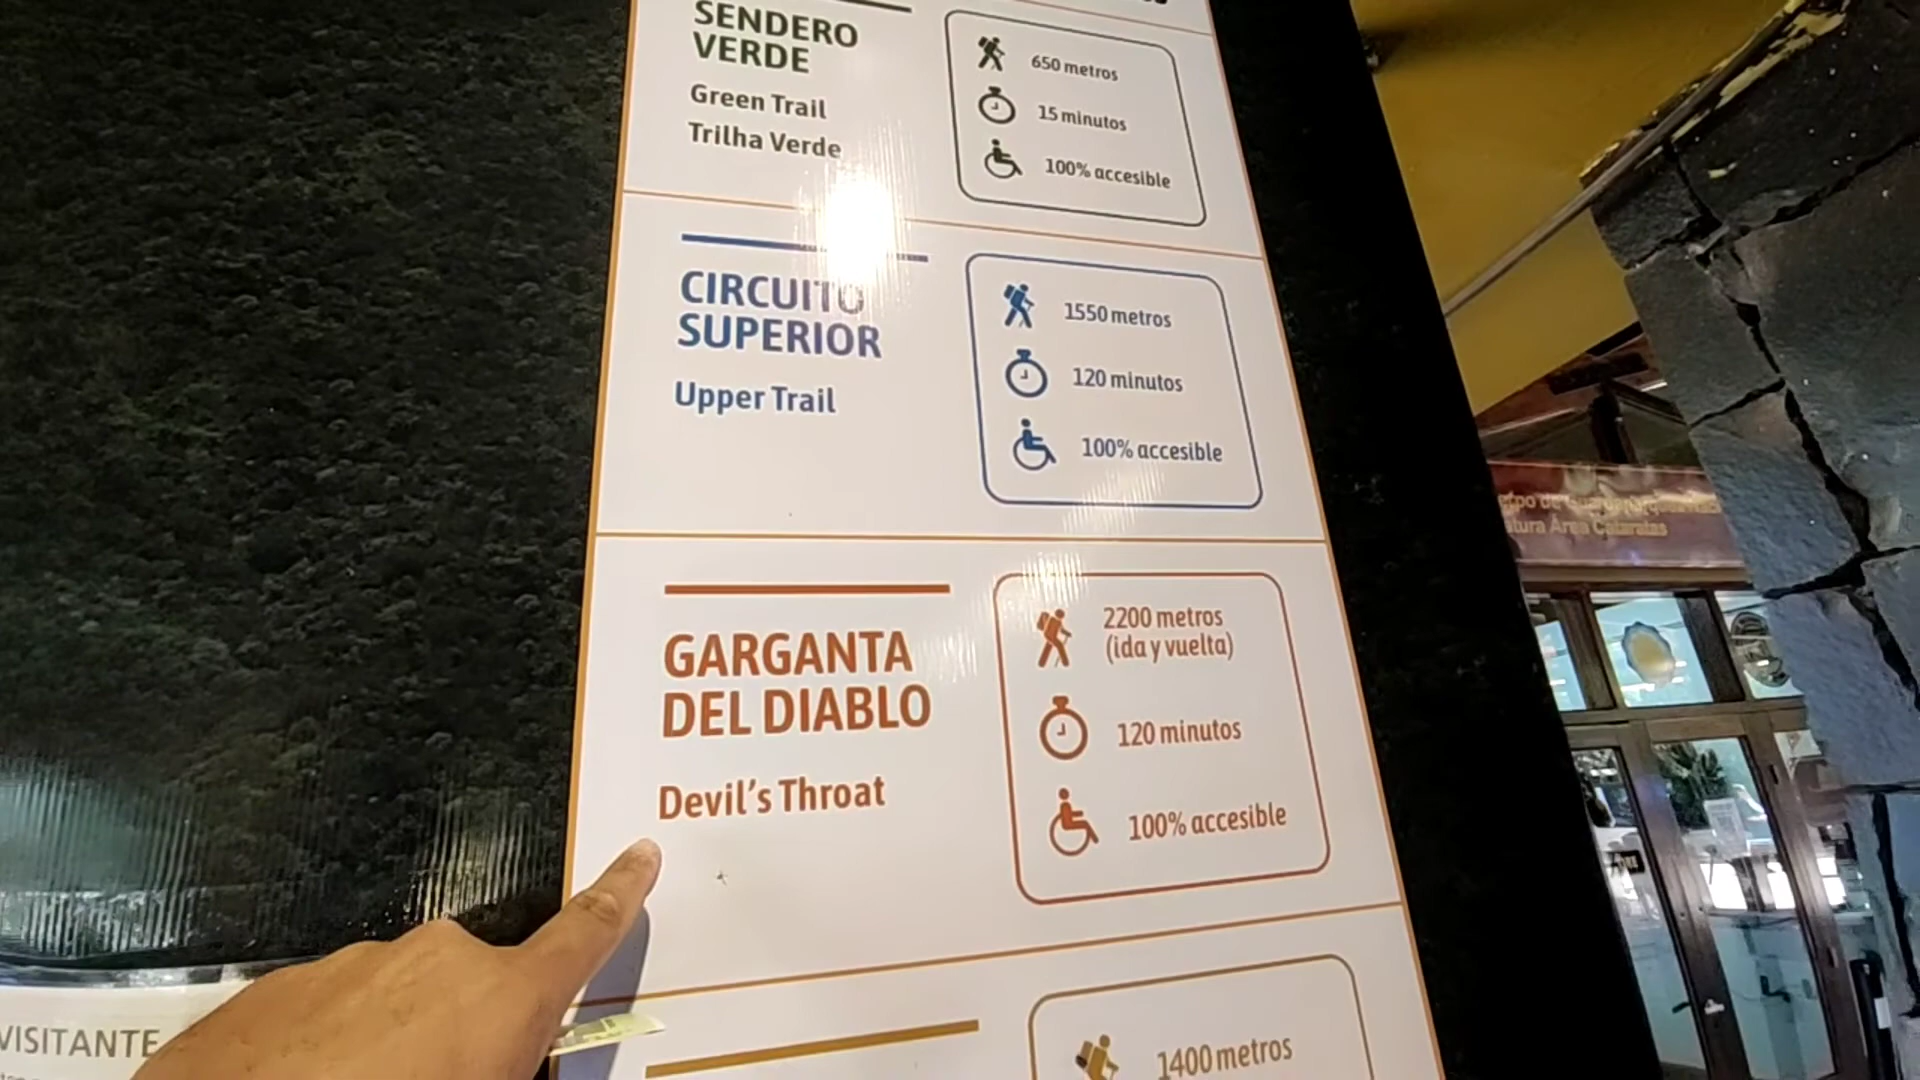 SENDERO
VERDE
Green Trail
Trilha Verde
650 metros
15 minutos
100% accesible
CIRCUITO
SUPERIOR
Upper Trail
1550 metros
120 minutos
100% accesible
GARGANTA
DEL DIABLO
Devil's Throat
2200 metros
(ida y vuelta)
120 minutos
100% accesible
1400 metros
VISITANTE
Área Cataratas